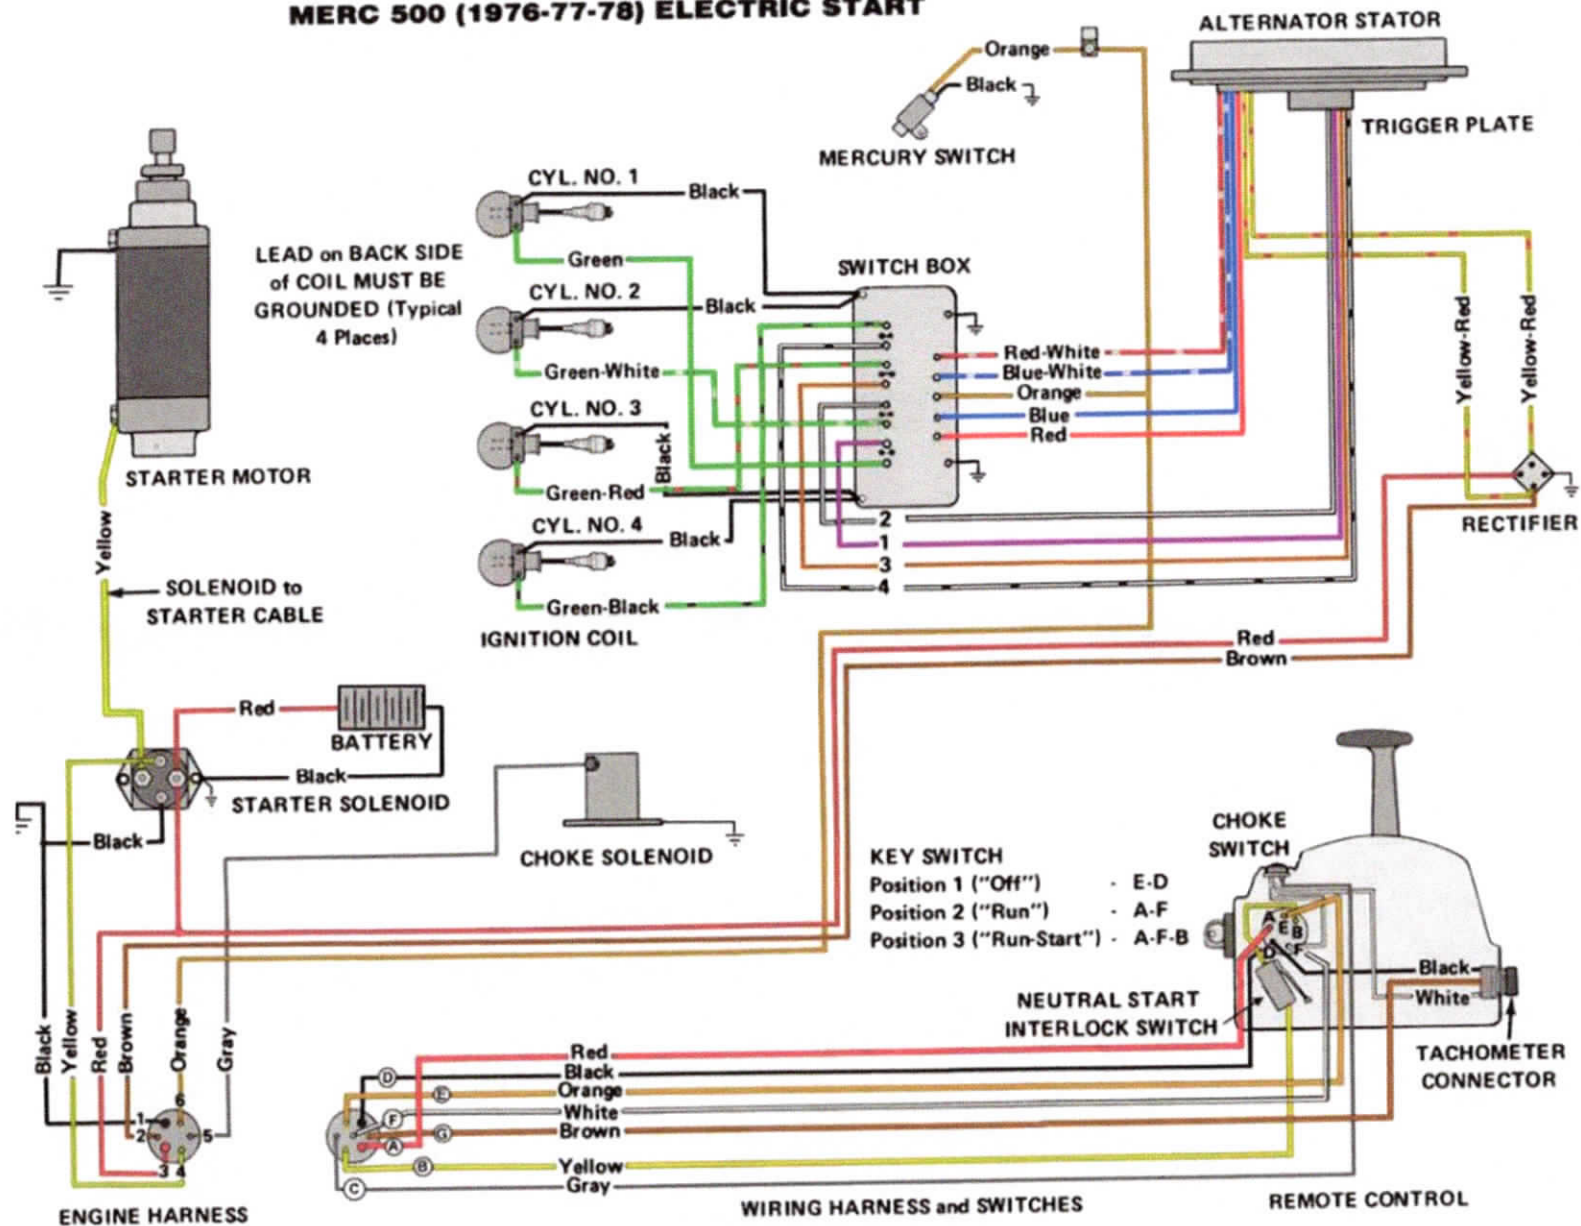 MERC 500 (1976-77-78) ELECTRIC START
ALTERNATOR STATOR
Orange
Black
TRIGGER PLATE
MERCURY SWITCH
CYL. NO. 1
Black
LEAD on BACK SIDE
of COIL MUST BE
GROUNDED (Typical
4 Places)
Green
SWITCH BOX
CYL. NO. 2
Black
Red-White
Blue-White
Orange
Blue
Red
Yellow-Red
Yellow-Red
Green-White
CYL. NO. 3
Black
Green-Red
STARTER MOTOR
CYL. NO. 4
Black
2
1
3
4
RECTIFIER
Yellow
SOLENOID to
STARTER CABLE
Green-Black
IGNITION COIL
Red
Brown
Red
BATTERY
Black
STARTER SOLENOID
Black
CHOKE SOLENOID
KEY SWITCH
Position 1 ("Off") - E-D
Position 2 ("Run") - A-F
Position 3 ("Run-Start") - A-F-B
CHOKE
SWITCH
A
E
B
D
F
Black
White
NEUTRAL START
INTERLOCK SWITCH
TACHOMETER
CONNECTOR
Black
Yellow
Red
Brown
Orange
Gray
6
1
2
5
3
4
Red
D
Black
E
Orange
F
White
G
Brown
A
B
Yellow
C
Gray
ENGINE HARNESS
WIRING HARNESS and SWITCHES
REMOTE CONTROL